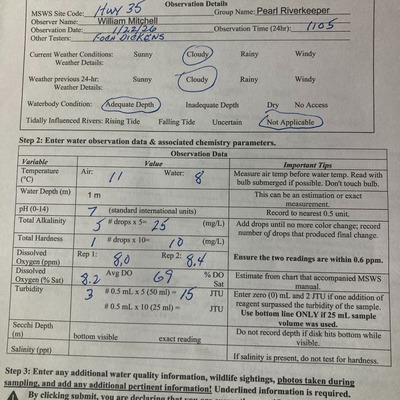 Observation Details
MSWS Site Code: Hwy 35 Group Name: Pearl Riverkeeper
Observer Name: William Mitchell
Observation Date: 1/22/26 Observation Time (24hr): 1105
Other Testers: DICKENS
Current Weather Conditions: Sunny Cloudy Rainy Windy
Weather Details:
Weather previous 24-hr: Sunny Cloudy Rainy Windy
Weather Details:
Waterbody Condition: Adequate Depth Inadequate Depth Dry No Access
Tidally Influenced Rivers: Rising Tide Falling Tide Uncertain Not Applicable
Step 2: Enter water observation data & associated chemistry parameters.
Observation Data
Variable Value Important Tips
Temperature (°C) Air: 11 Water: 8 Measure air temp before water temp. Read with bulb submerged if possible. Don't touch bulb.
Water Depth (m) 1 m This can be an estimation or exact measurement.
pH (0-14) 7 (standard international units) Record to nearest 0.5 unit.
Total Alkalinity 5 # drops x 5= 25 (mg/L) Add drops until no more color change; record number of drops that produced final change.
Total Hardness 1 # drops x 10= 10 (mg/L)
Dissolved Oxygen (ppm) Rep 1: 8.0 Rep 2: 8.4 Ensure the two readings are within 0.6 ppm.
Dissolved Oxygen (% Sat) 8.2 Avg DO 69 % DO Sat Estimate from chart that accompanied MSWS manual.
Turbidity 3 # 0.5 mL x 5 (50 ml) = 15 JTU Enter zero (0) ml. and 2 JTU if one addition of reagent surpassed the turbidity of the sample.
# 0.5 mL x 10 (25 ml) = JTU Use bottom line ONLY if 25 mL sample volume was used.
Secchi Depth (m) bottom visible exact reading Do not record depth if disk hits bottom while visible.
Salinity (ppt) If salinity is present, do not test for hardness.
Step 3: Enter any additional water quality information, wildlife sightings, photos taken during
sampling, and add any additional pertinent information! Underlined information is required.
By clicking submit, you are declaring that you